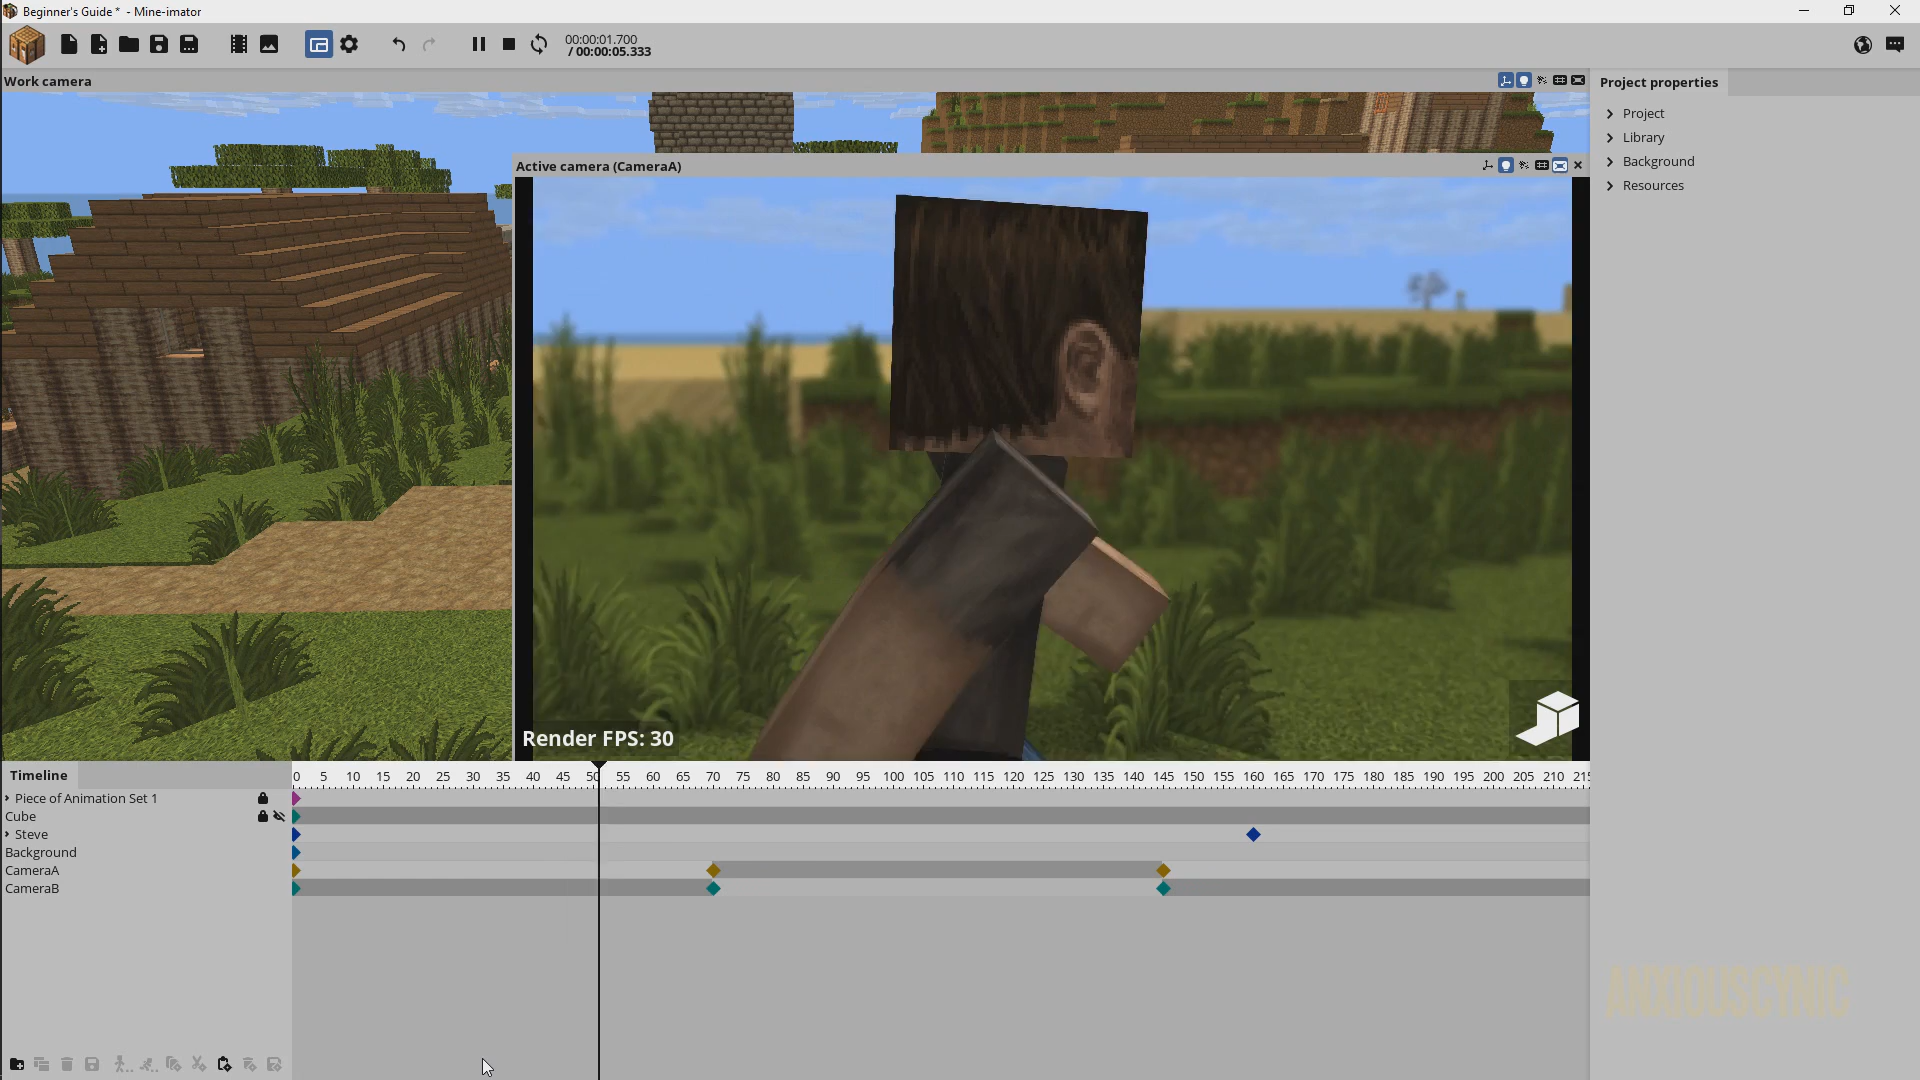 Beginner's Guide * - Mine-imator
00:00:01.700
/ 00:00:05.333
Work camera
Project properties
Project
Library
Background
Resources
Active camera (CameraA)
Render FPS: 30
Timeline
0 5 10 15 20 25 30 35 40 45 50 55 60 65 70 75 80 85 90 95 100 105 110 115 120 125 130 135 140 145 150 155 160 165 170 175 180 185 190 195 200 205 210 215
Piece of Animation Set 1
Cube
Steve
Background
CameraA
CameraB
ANXIOUSCYNIC